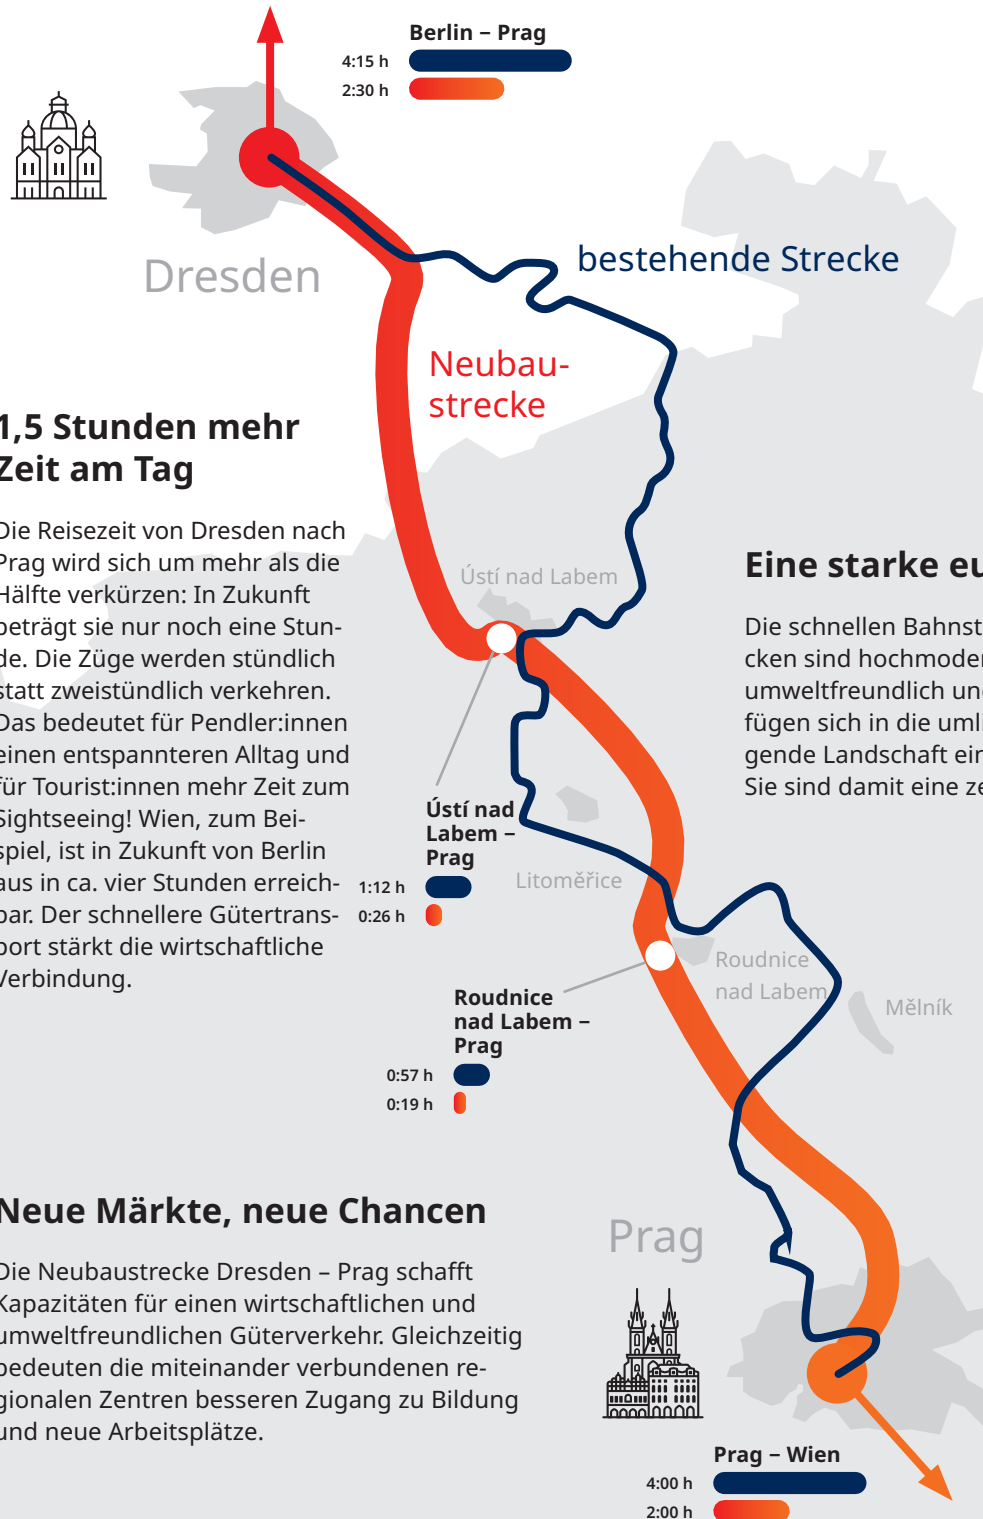 Berlin – Prag
4:15 h
2:30 h
Dresden
bestehende Strecke
Neubau-
strecke
1,5 Stunden mehr
Zeit am Tag
Die Reisezeit von Dresden nach
Prag wird sich um mehr als die
Hälfte verkürzen: In Zukunft
beträgt sie nur noch eine Stun-
de. Die Züge werden stündlich
statt zweistündlich verkehren.
Das bedeutet für Pendler:innen
einen entspannteren Alltag und
für Tourist:innen mehr Zeit zum
Sightseeing! Wien, zum Bei-
spiel, ist in Zukunft von Berlin
aus in ca. vier Stunden erreich-
bar. Der schnellere Gütertrans-
port stärkt die wirtschaftliche
Verbindung.
Ústí nad Labem
Eine starke eu
Die schnellen Bahnst
cken sind hochmoder
umweltfreundlich un
fügen sich in die umli
gende Landschaft ein
Sie sind damit eine ze
Ústí nad
Labem –
Prag
1:12 h
0:26 h
Litoměřice
Roudnice
nad Labem
Mělník
Roudnice
nad Labem –
Prag
0:57 h
0:19 h
Neue Märkte, neue Chancen
Die Neubaustrecke Dresden – Prag schafft
Kapazitäten für einen wirtschaftlichen und
umweltfreundlichen Güterverkehr. Gleichzeitig
bedeuten die miteinander verbundenen re-
gionalen Zentren besseren Zugang zu Bildung
und neue Arbeitsplätze.
Prag
Prag – Wien
4:00 h
2:00 h